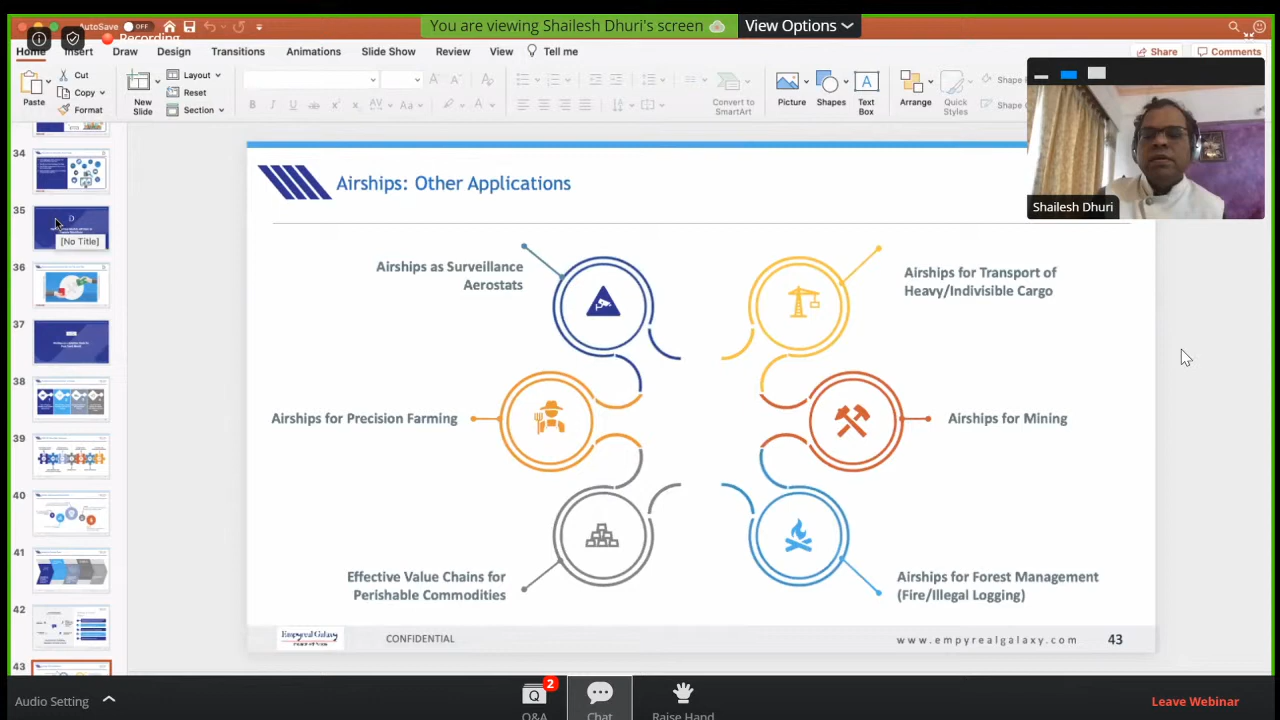 AutoSave OFF
You are viewing Shailesh Dhuri's screen
View Options
Recording
Home Insert Draw Design Transitions Animations Slide Show Review View Tell me
Share Comments
Paste
Cut
Copy
Format
New
Slide
Layout
Reset
Section
Convert to
SmartArt
Picture
Shapes
Text
Box
Arrange
Quick
Styles
Shape
Shape
Shailesh Dhuri
34
35
[No Title]
36
37
38
39
40
41
42
43
Airships: Other Applications
Airships as Surveillance
Aerostats
Airships for Transport of
Heavy/Indivisible Cargo
Airships for Precision Farming
Airships for Mining
Effective Value Chains for
Perishable Commodities
Airships for Forest Management
(Fire/Illegal Logging)
Empyreal Galaxy
CONFIDENTIAL
www.empyrealgalaxy.com
43
Audio Setting
2
Q&A
Chat
Raise Hand
Leave Webinar